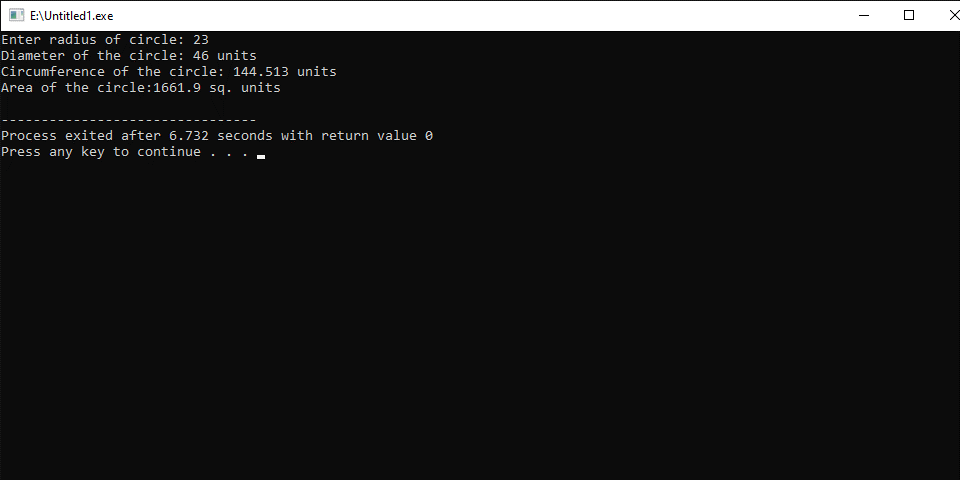 E:\Untitled1.exe
Enter radius of circle: 23
Diameter of the circle: 46 units
Circumference of the circle: 144.513 units
Area of the circle:1661.9 sq. units
--------------------------------
Process exited after 6.732 seconds with return value 0
Press any key to continue . . .